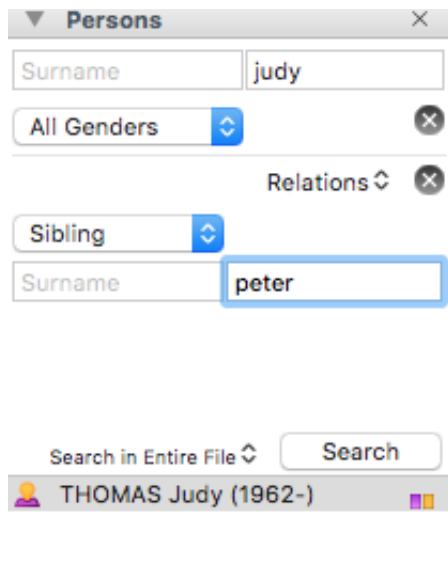 Persons
Surname judy
All Genders
Relations
Sibling
Surname peter
Search in Entire File Search
THOMAS Judy (1962-)